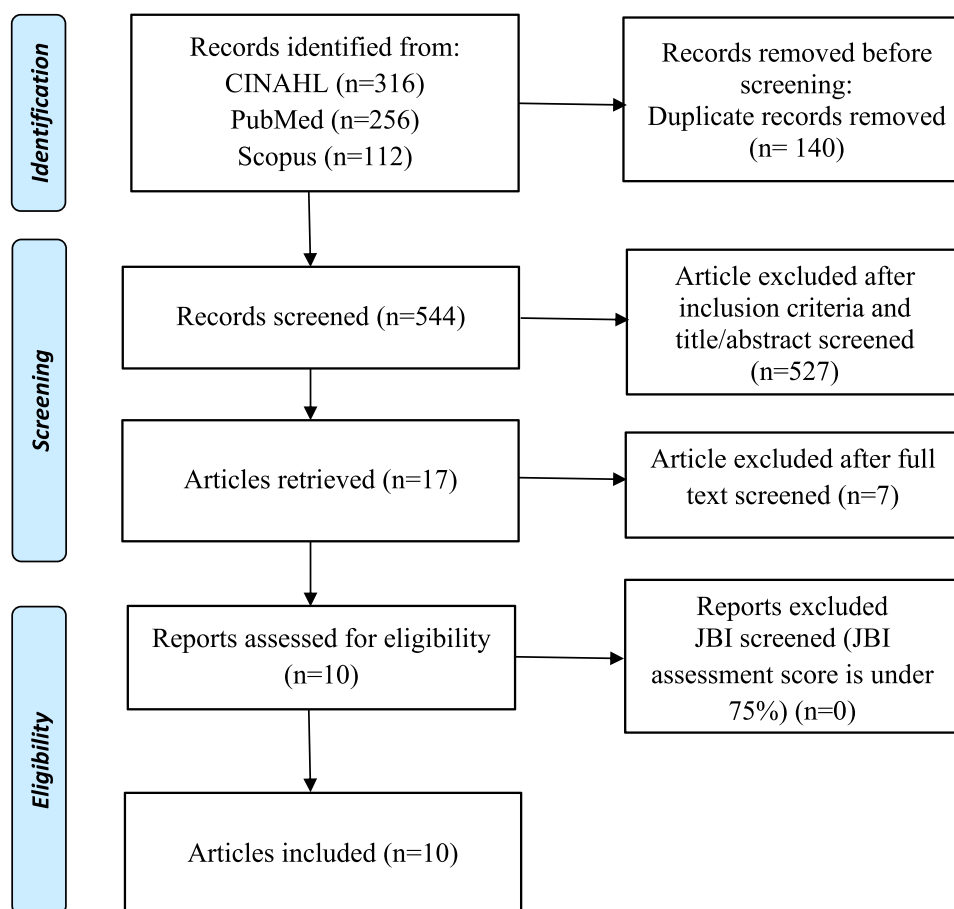 Identification
Records identified from:
CINAHL (n=316)
PubMed (n=256)
Scopus (n=112)
Records removed before
screening:
Duplicate records removed
(n= 140)
Screening
Records screened (n=544)
Article excluded after
inclusion criteria and
title/abstract screened
(n=527)
Articles retrieved (n=17)
Article excluded after full
text screened (n=7)
Eligibility
Reports assessed for eligibility
(n=10)
Reports excluded
JBI screened (JBI
assessment score is under
75%) (n=0)
Articles included (n=10)